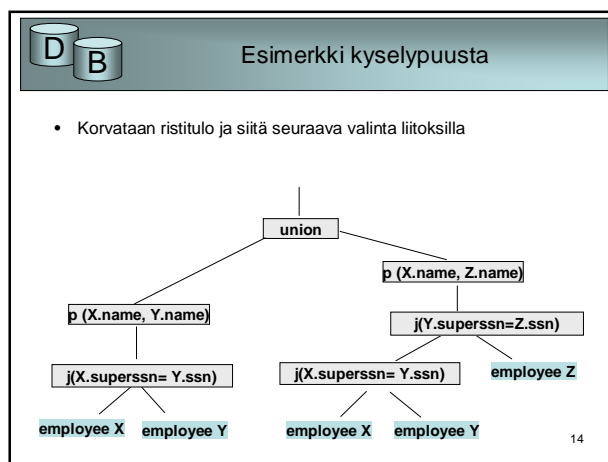 D
B
Esimerkki kyselypuusta
• Korvataan ristitulo ja siitä seuraava valinta liitoksilla
union
p (X.name, Z.name)
p (X.name, Y.name)
j(Y.superssn=Z.ssn)
j(X.superssn= Y.ssn)
j(X.superssn= Y.ssn)
employee Z
employee X
employee Y
employee X
employee Y
14